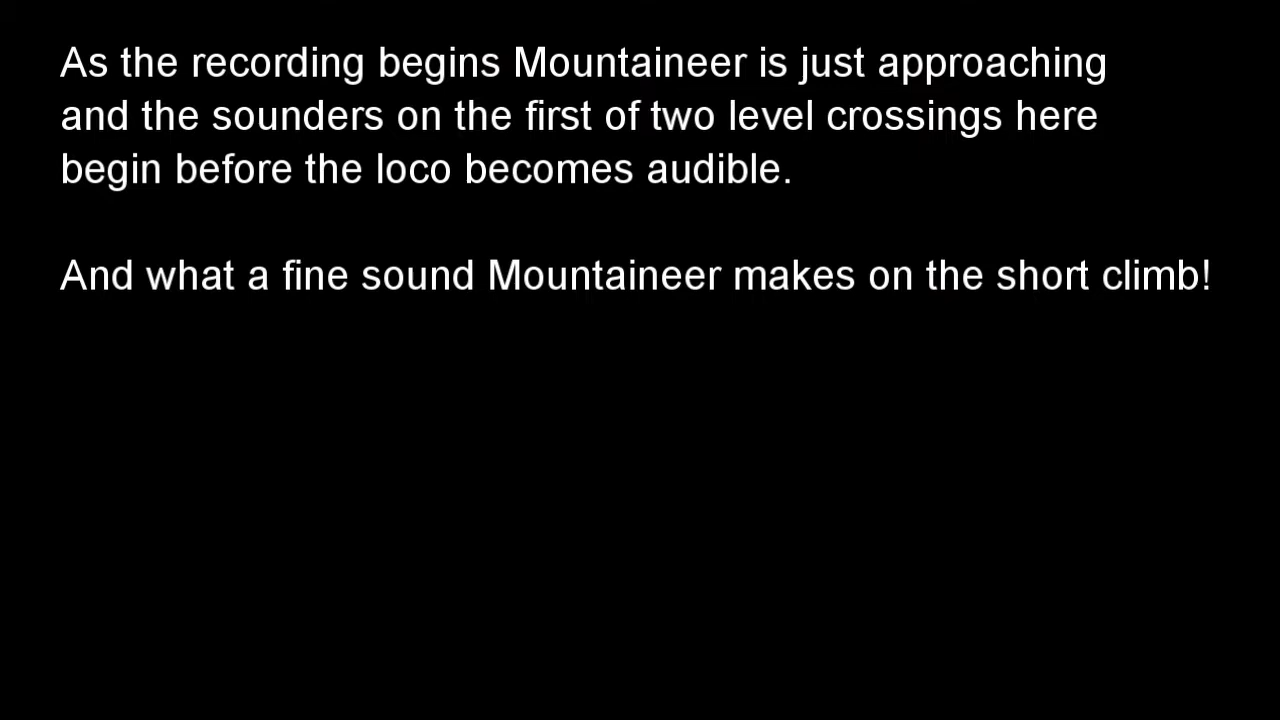 As the recording begins Mountaineer is just approaching
and the sounders on the first of two level crossings here
begin before the loco becomes audible.
And what a fine sound Mountaineer makes on the short climb!